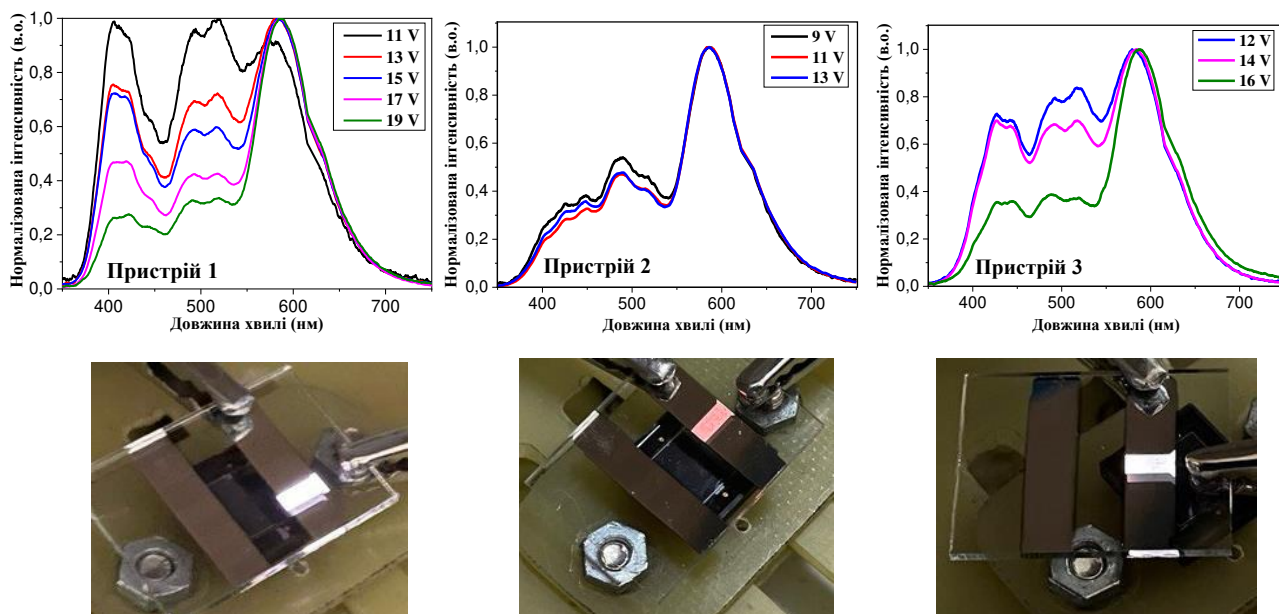 Нормалізована інтенсивність (в.о.)
1,0
0,8
0,6
0,4
0,2
0,0
11 V
13 V
15 V
17 V
19 V
Пристрій 1
400 500 600 700
Довжина хвилі (нм)
Нормалізована інтенсивність (в.о.)
1,0
0,8
0,6
0,4
0,2
0,0
9 V
11 V
13 V
Пристрій 2
400 500 600 700
Довжина хвилі (нм)
Нормалізована інтенсивність (в.о.)
1,0
0,8
0,6
0,4
0,2
0,0
12 V
14 V
16 V
Пристрій 3
400 500 600 700
Довжина хвилі (нм)